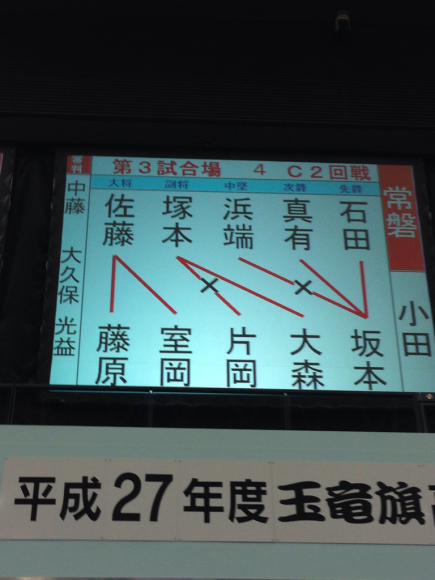 審判 第3試合場 4 C2回戦
大将 副将 中堅 次鋒 先鋒
中藤
大久保
光益
佐藤 塚本 浜端 真有 石田
常磐
× ×
藤原 室岡 片岡 大森 坂本
小田
平成27年度玉竜旗高